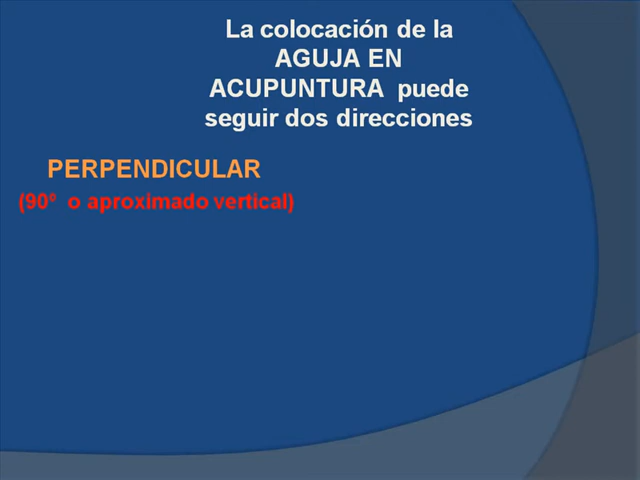 La colocación de la
AGUJA EN
ACUPUNTURA puede
seguir dos direcciones
PERPENDICULAR
(90º o aproximado vertical)